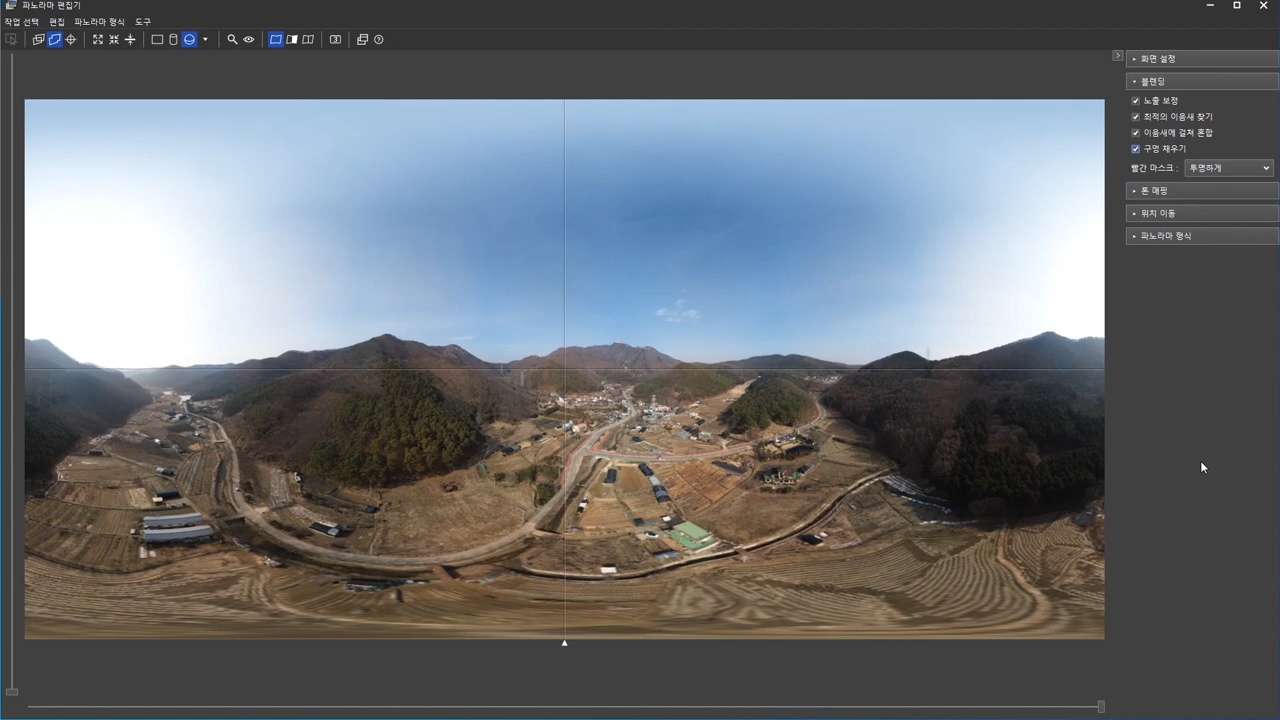 파노라마 편집기
작업 선택 편집 파노라마 형식 도구
화면 설정
블렌딩
노출 보정
최적의 이음새 찾기
이음새에 걸쳐 혼합
구멍 채우기
빨간 마스크 : 투명하게
톤 매핑
위치 이동
파노라마 형식